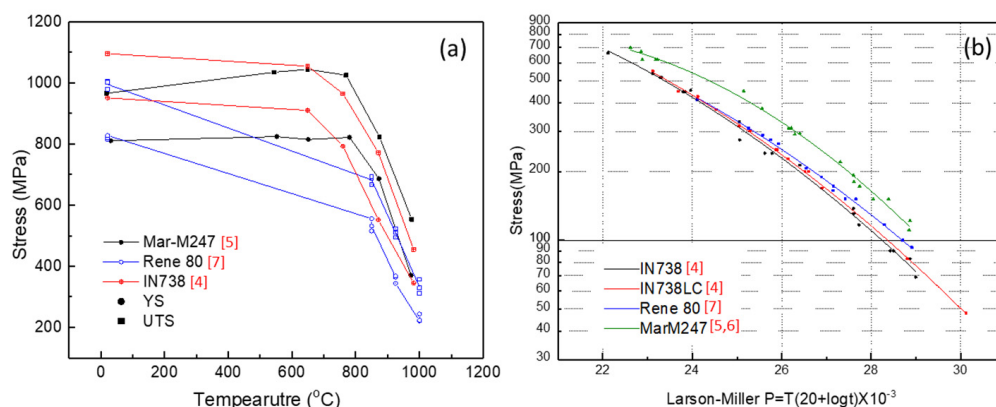 (a)
Stress (MPa)
1200
1000
800
600
400
200
Mar-M247 [5]
Rene 80 [7]
IN738 [4]
YS
UTS
0 200 400 600 800 1000 1200
Tempearutre (°C)
(b)
Stress(MPa)
900
800
700
600
500
400
300
200
100
90
80
70
60
50
40
30
IN738 [4]
IN738LC [4]
Rene 80 [7]
MarM247 [5,6]
22 24 26 28 30
Larson-Miller P=T(20+logt)X10⁻³